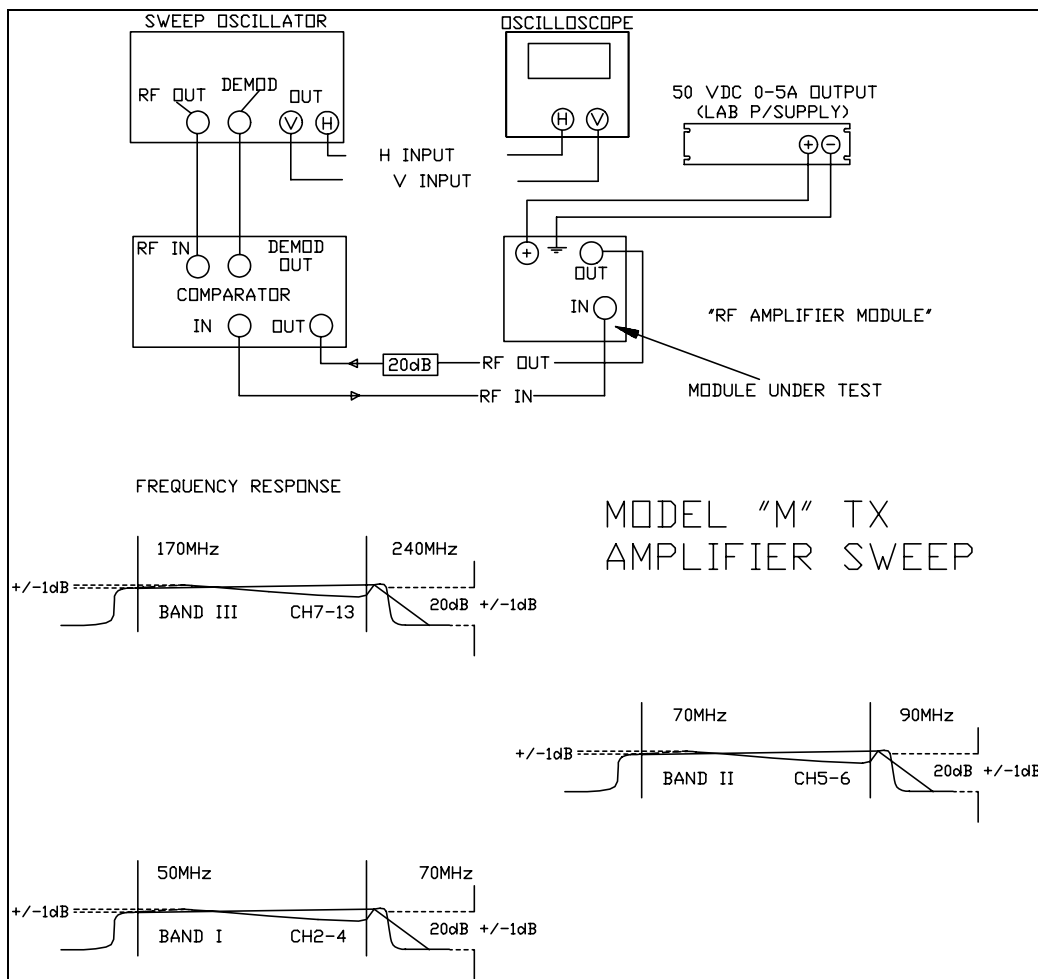 SWEEP OSCILLATOR
OSCILLOSCOPE
RF OUT
DEMOD
OUT
V
H
50 VDC 0-5A OUTPUT
(LAB P/SUPPLY)
H
V
+
-
H INPUT
V INPUT
RF IN
DEMOD
OUT
COMPARATOR
IN
OUT
+
OUT
IN
"RF AMPLIFIER MODULE"
20dB
RF OUT
RF IN
MODULE UNDER TEST
FREQUENCY RESPONSE
MODEL "M" TX
AMPLIFIER SWEEP
170MHz
240MHz
+/-1dB
BAND III
CH7-13
20dB +/-1dB
70MHz
90MHz
+/-1dB
BAND II
CH5-6
20dB +/-1dB
50MHz
70MHz
+/-1dB
BAND I
CH2-4
20dB +/-1dB